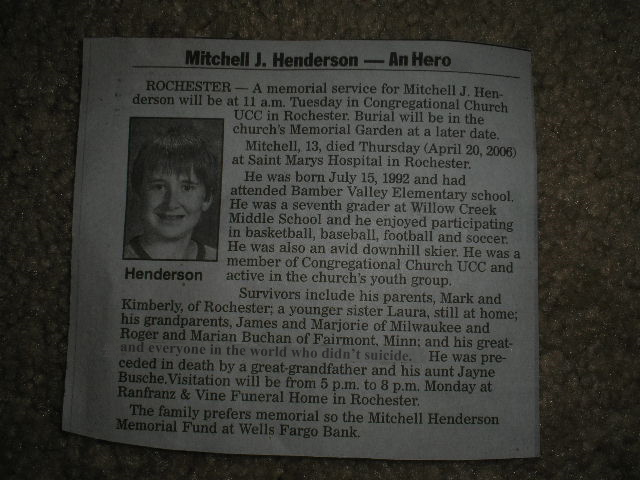 Mitchell J. Henderson — An Hero
ROCHESTER — A memorial service for Mitchell J. Hen-
derson will be at 11 a.m. Tuesday in Congregational Church
UCC in Rochester. Burial will be in the
church's Memorial Garden at a later date.
Mitchell, 13, died Thursday (April 20, 2006)
at Saint Marys Hospital in Rochester.
He was born July 15, 1992 and had
attended Bamber Valley Elementary school.
He was a seventh grader at Willow Creek
Middle School and he enjoyed participating
in basketball, baseball, football and soccer.
He was also an avid downhill skier. He was a
member of Congregational Church UCC and
active in the church's youth group.
Henderson
Survivors include his parents, Mark and
Kimberly, of Rochester; a younger sister Laura, still at home;
his grandparents, James and Marjorie of Milwaukee and
Roger and Marian Buchan of Fairmont, Minn; and his great-
and everyone in the world who didn't suicide. He was pre-
ceded in death by a great-grandfather and his aunt Jayne
Busche,Visitation will be from 5 p.m. to 8 p.m. Monday at
Ranfranz & Vine Funeral Home in Rochester.
The family prefers memorial so the Mitchell Henderson
Memorial Fund at Wells Fargo Bank.